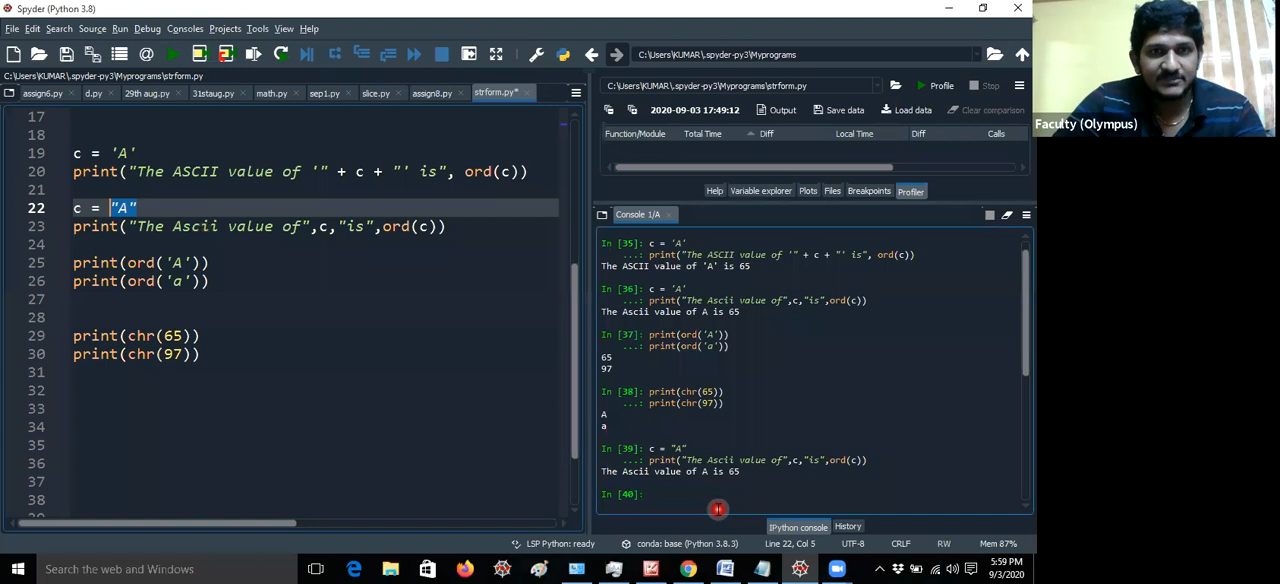 Spyder (Python 3.8)
File Edit Search Source Run Debug Consoles Projects Tools View Help
C:\Users\KUMAR\.spyder-py3\Myprograms
C:\Users\KUMAR\.spyder-py3\Myprograms\strform.py
assign6.py d.py 29th aug.py 31staug.py math.py sep1.py slice.py assign8.py strform.py*
17
18
19 c = 'A'
20 print("The ASCII value of '" + c + "' is", ord(c))
21
22 c = "A"
23 print("The Ascii value of",c,"is",ord(c))
24
25 print(ord('A'))
26 print(ord('a'))
27
28
29 print(chr(65))
30 print(chr(97))
31
32
33
34
35
36
37
38
C:\Users\KUMAR\.spyder-py3\Myprograms\strform.py Profile Stop
2020-09-03 17:49:12 Output Save data Load data Clear comparison
Function/Module Total Time Diff Local Time Diff Calls
Help Variable explorer Plots Files Breakpoints Profiler
Console 1/A
In [35]: c = 'A'
...: print("The ASCII value of '" + c + "' is", ord(c))
The ASCII value of 'A' is 65
In [36]: c = 'A'
...: print("The Ascii value of",c,"is",ord(c))
The Ascii value of A is 65
In [37]: print(ord('A'))
...: print(ord('a'))
65
97
In [38]: print(chr(65))
...: print(chr(97))
A
a
In [39]: c = "A"
...: print("The Ascii value of",c,"is",ord(c))
The Ascii value of A is 65
In [40]:
IPython console History
LSP Python: ready conda: base (Python 3.8.3) Line 22, Col 5 UTF-8 CRLF RW Mem 87%
Type here to search
5:59 PM
9/3/2020
Faculty (Olympus)